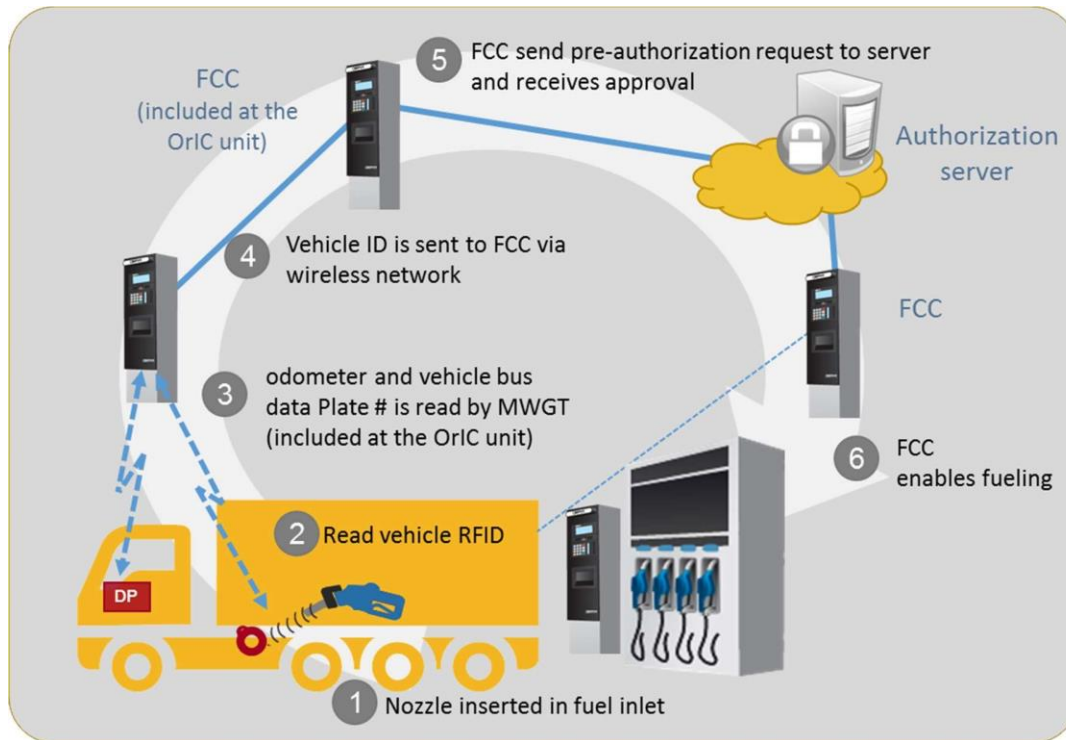 5
FCC send pre-authorization request to server
and receives approval
FCC
(included at the
OrIC unit)
Authorization
server
4
Vehicle ID is sent to FCC via
wireless network
FCC
3
odometer and vehicle bus
data Plate # is read by MWGT
(included at the OrIC unit)
6
FCC
enables fueling
2
Read vehicle RFID
DP
1
Nozzle inserted in fuel inlet